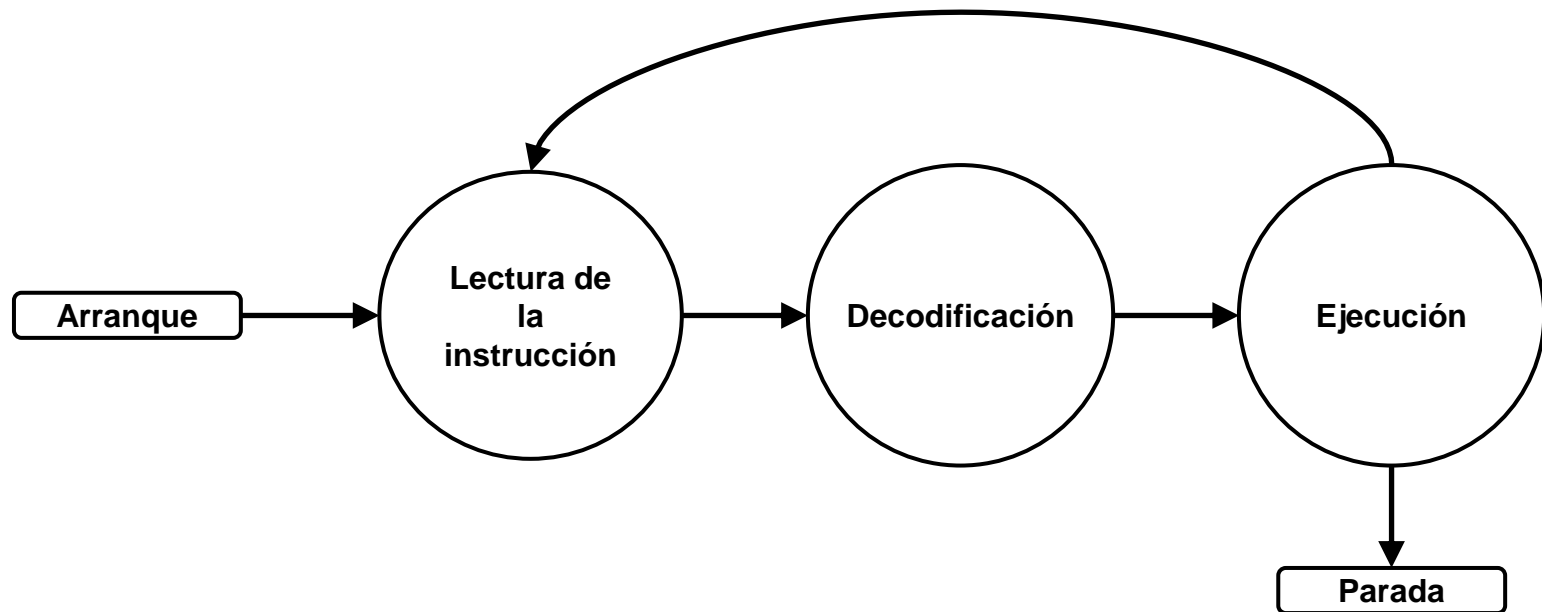 Arranque
Lectura de
la
instrucción
Decodificación
Ejecución
Parada